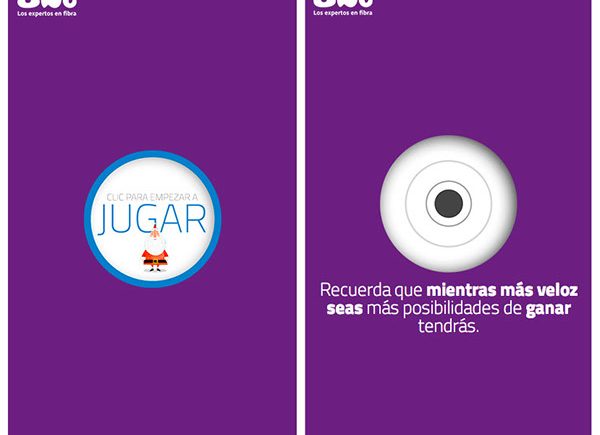 Los expertos en fibra
CLIC PARA EMPEZAR A
JUGAR
Los expertos en fibra
Recuerda que mientras más veloz
seas más posibilidades de ganar
tendrás.